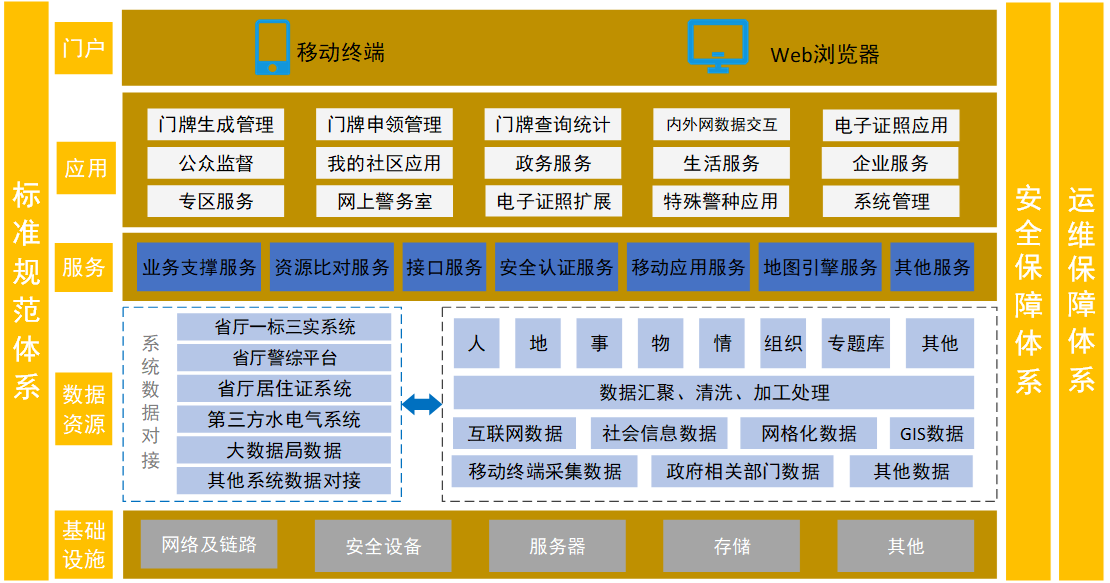 标准规范体系
门户
移动终端
Web浏览器
应用
门牌生成管理
门牌申领管理
门牌查询统计
内外网数据交互
电子证照应用
公众监督
我的社区应用
政务服务
生活服务
企业服务
专区服务
网上警务室
电子证照扩展
特殊警种应用
系统管理
服务
业务支撑服务
资源比对服务
接口服务
安全认证服务
移动应用服务
地图引擎服务
其他服务
数据
资源
系统数据对接
省厅一标三实系统
省厅警综平台
省厅居住证系统
第三方水电气系统
大数据局数据
其他系统数据对接
人
地
事
物
情
组织
专题库
其他
数据汇聚、清洗、加工处理
互联网数据
社会信息数据
网格化数据
GIS数据
移动终端采集数据
政府相关部门数据
其他数据
基础
设施
网络及链路
安全设备
服务器
存储
其他
安全保障体系
运维保障体系